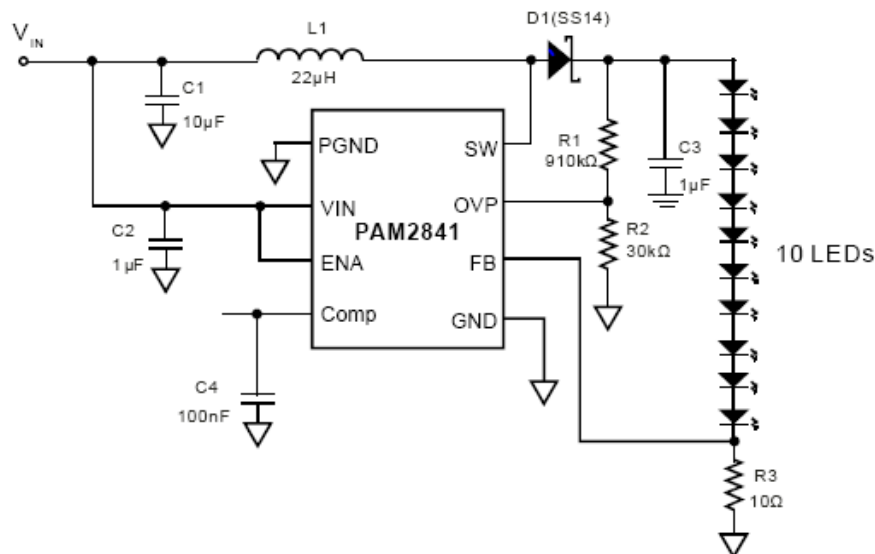 D1(SS14)
V IN
L1
22μH
C1
10μF
PGND
SW
R1
910kΩ
C3
1μF
VIN
OVP
PAM2841
R2
30kΩ
C2
1μF
ENA
FB
10 LEDs
Comp
GND
C4
100nF
R3
10Ω